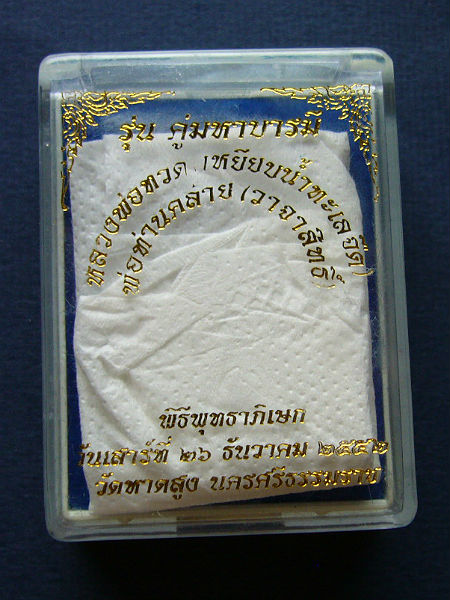 รุ่น คู่มหาบารมี
หลวงพ่อทวด (เหยียบน้ำทะเลจืด)
พ่อท่านคล้าย (วาจาสิทธิ์)
พิธีพุทธาภิเษก
วันเสาร์ที่ ๒๖ ธันวาคม ๒๕๕๒
วัดหาดสูง นครศรีธรรมราช